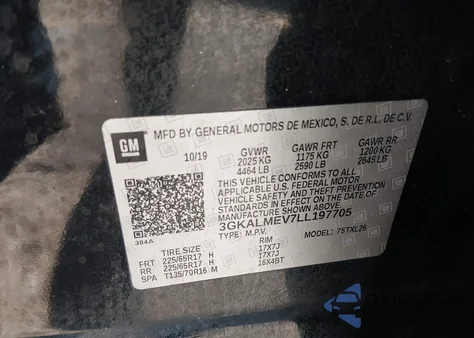 GM
MFD BY GENERAL MOTORS DE MEXICO, S. DE R.L. DE C.V.
10/19 GVWR GAWR FRT GAWR RR
2025 KG 1175 KG 1200 KG
4464 LB 2590 LB 2645 LB
THIS VEHICLE CONFORMS TO ALL
APPLICABLE U.S. FEDERAL MOTOR
VEHICLE SAFETY AND THEFT PREVENTION
STANDARDS IN EFFECT ON THE DATE OF
MANUFACTURE SHOWN ABOVE.
3GKALMEV7LL197705
TYPE: M.P.V. MODEL: 7STXL26
384A
TIRE SIZE RIM
FRT 225/65R17 H 17X7J
RR 225/65R17 H 17X7J
SPA T135/70R16 M 16X4BT